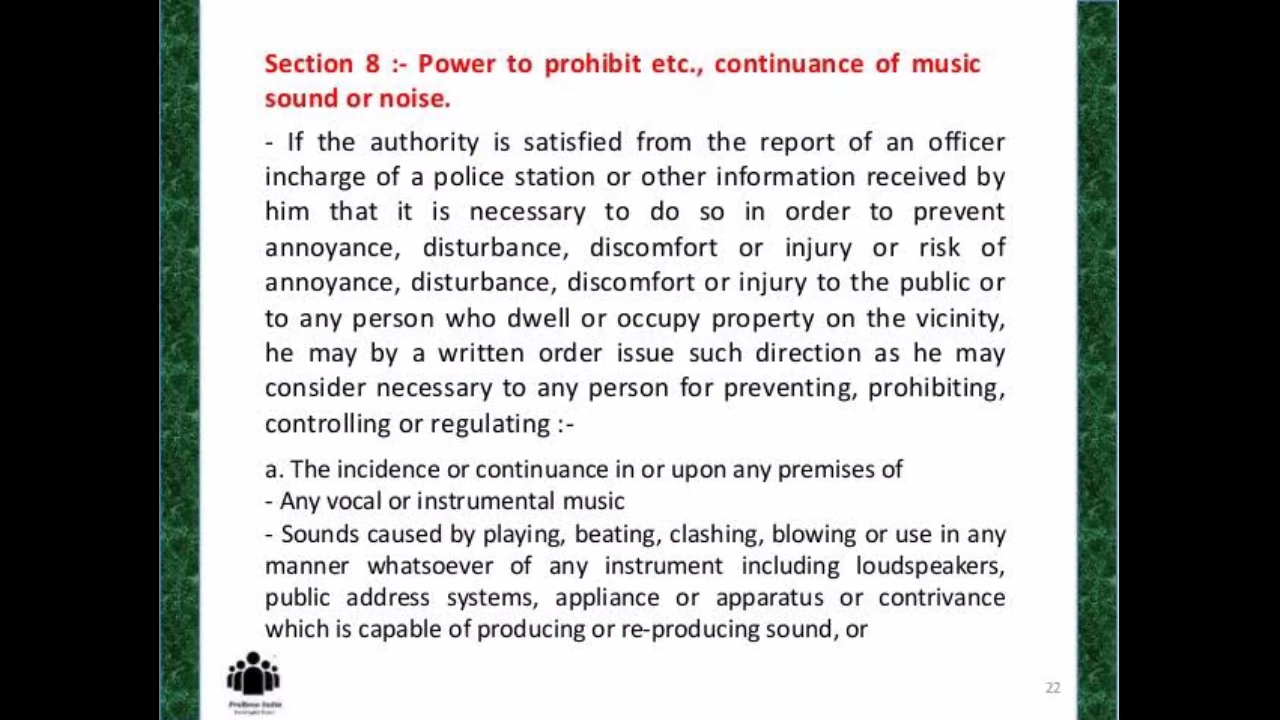 Section 8 :- Power to prohibit etc., continuance of music
sound or noise.
- If the authority is satisfied from the report of an officer
incharge of a police station or other information received by
him that it is necessary to do so in order to prevent
annoyance, disturbance, discomfort or injury or risk of
annoyance, disturbance, discomfort or injury to the public or
to any person who dwell or occupy property on the vicinity,
he may by a written order issue such direction as he may
consider necessary to any person for preventing, prohibiting,
controlling or regulating :-
a. The incidence or continuance in or upon any premises of
- Any vocal or instrumental music
- Sounds caused by playing, beating, clashing, blowing or use in any
manner whatsoever of any instrument including loudspeakers,
public address systems, appliance or apparatus or contrivance
which is capable of producing or re-producing sound, or
22